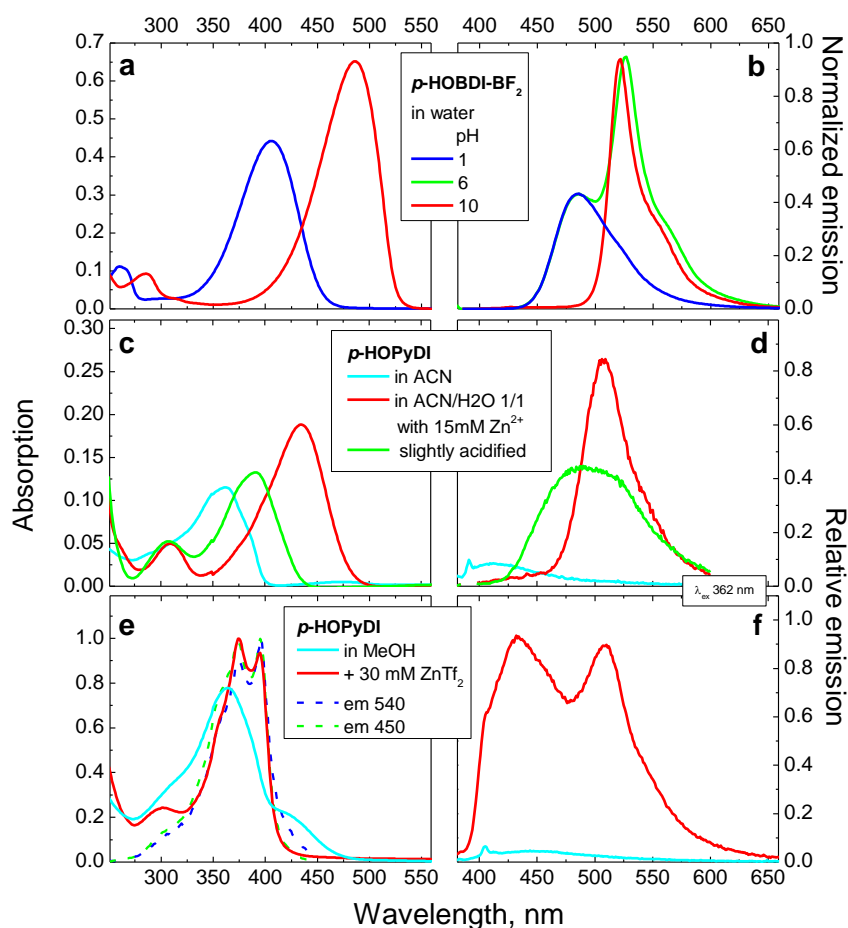 250 300 350 400 450 500 550
400 450 500 550 600 650
0.7
0.6
0.5
0.4
0.3
0.2
0.1
0.0
a
p-HOBDI-BF2
in water
pH
1
6
10
b
1.0
0.8
0.6
0.4
0.2
0.0
Normalized emission
0.30
0.25
0.20
0.15
0.10
0.05
0.00
c
p-HOPyDI
in ACN
in ACN/H2O 1/1
with 15mM Zn2+
slightly acidified
d
0.8
0.6
0.4
0.2
0.0
λex 362 nm
Absorption
Relative emission
1.0
0.8
0.6
0.4
0.2
0.0
e
p-HOPyDI
in MeOH
+ 30 mM ZnTf2
em 540
em 450
f
1.0
0.8
0.6
0.4
0.2
0.0
300 350 400 450 500 550
400 450 500 550 600 650
Wavelength, nm